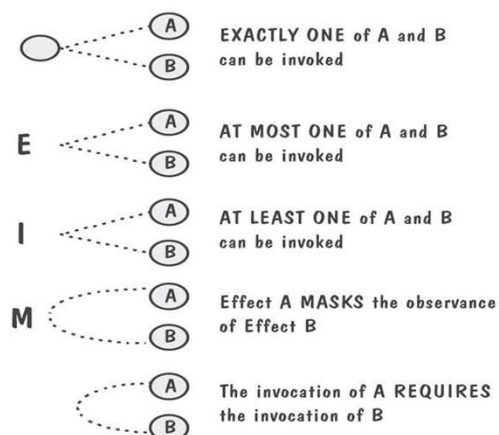 A
EXACTLY ONE of A and B
B
can be invoked
E
A
AT MOST ONE of A and B
B
can be invoked
I
A
AT LEAST ONE of A and B
B
can be invoked
M
A
Effect A MASKS the observance
B
of Effect B
A
The invocation of A REQUIRES
B
the invocation of B